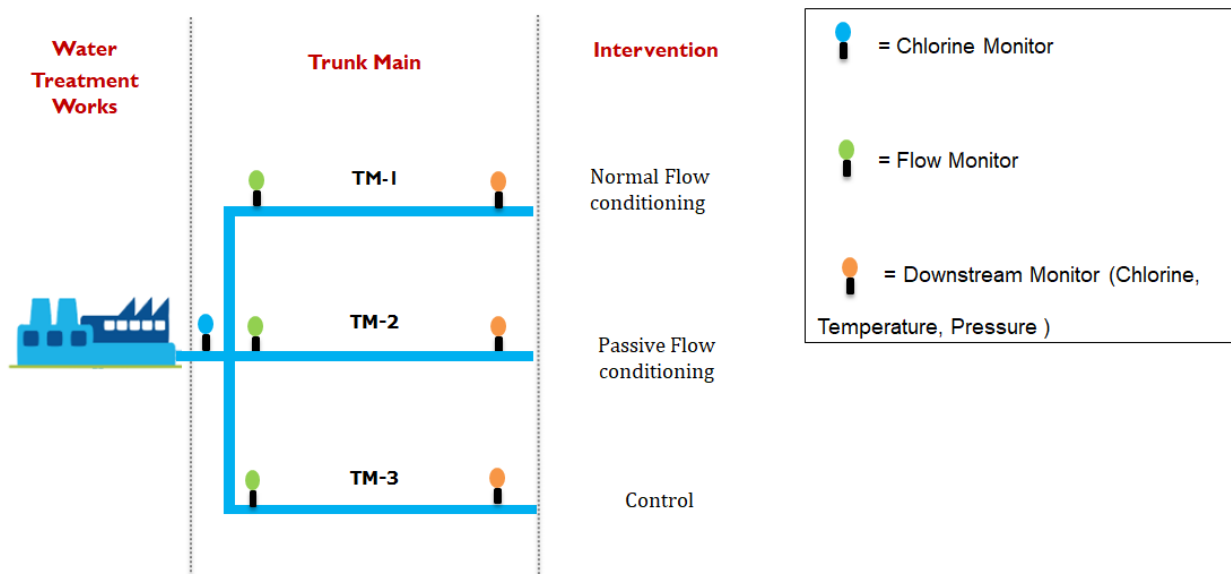 Water
Treatment
Works
Trunk Main
Intervention
TM-1
Normal Flow
conditioning
TM-2
Passive Flow
conditioning
TM-3
Control
= Chlorine Monitor
= Flow Monitor
= Downstream Monitor (Chlorine,
Temperature, Pressure )